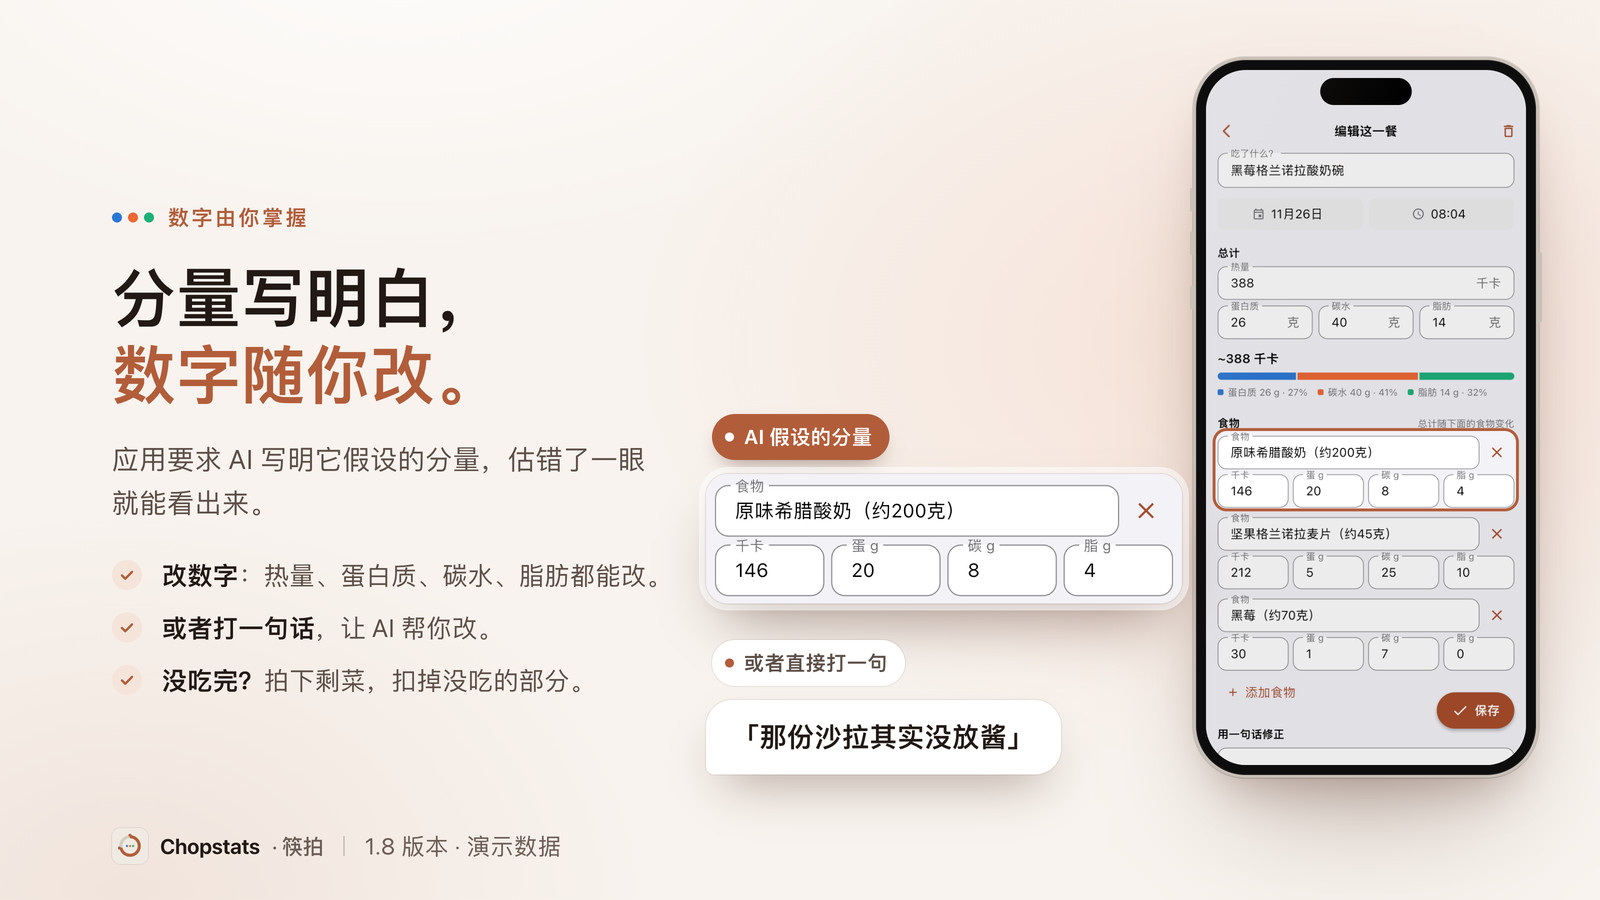 数字由你掌握
分量写明白，
数字随你改。
应用要求 AI 写明它假设的分量，估错了一眼
就能看出来。
改数字：热量、蛋白质、碳水、脂肪都能改。
或者打一句话，让 AI 帮你改。
没吃完？拍下剩菜，扣掉没吃的部分。
Chopstats · 筷拍 | 1.8 版本 · 演示数据
AI 假设的分量
食物
原味希腊酸奶（约200克）
千卡 蛋 g 碳 g 脂 g
146 20 8 4
或者直接打一句
「那份沙拉其实没放酱」
编辑这一餐
吃了什么？
黑莓格兰诺拉酸奶碗
11月26日 08:04
总计
热量
388 千卡
蛋白质 碳水 脂肪
26 克 40 克 14 克
~388 千卡
蛋白质 26 g · 27% 碳水 40 g · 41% 脂肪 14 g · 32%
食物 总计随下面的食物变化
食物
原味希腊酸奶（约200克）
千卡 蛋 g 碳 g 脂 g
146 20 8 4
食物
坚果格兰诺拉麦片（约45克）
千卡 蛋 g 碳 g 脂 g
212 5 25 10
食物
黑莓（约70克）
千卡 蛋 g 碳 g 脂 g
30 1 7 0
+ 添加食物
保存
用一句话修正